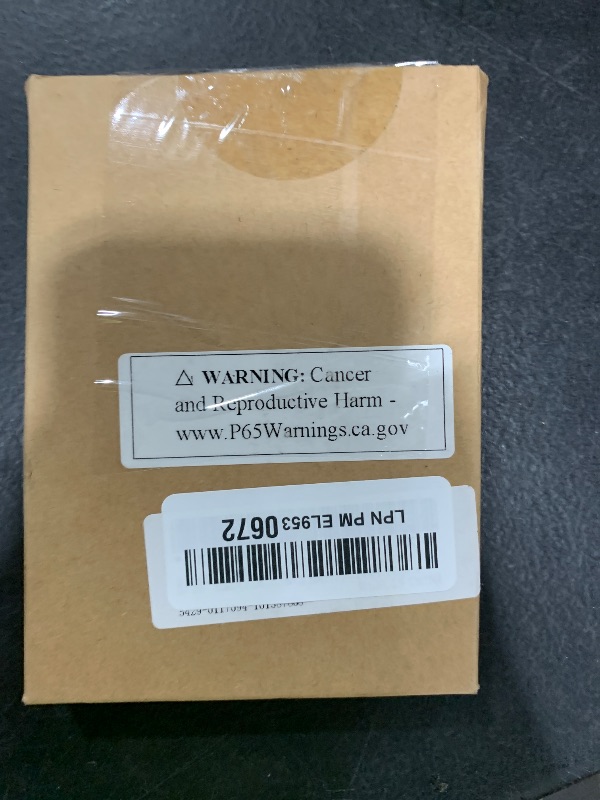 ⚠ WARNING: Cancer
and Reproductive Harm -
www.P65Warnings.ca.gov
LPN PM EL953 0672